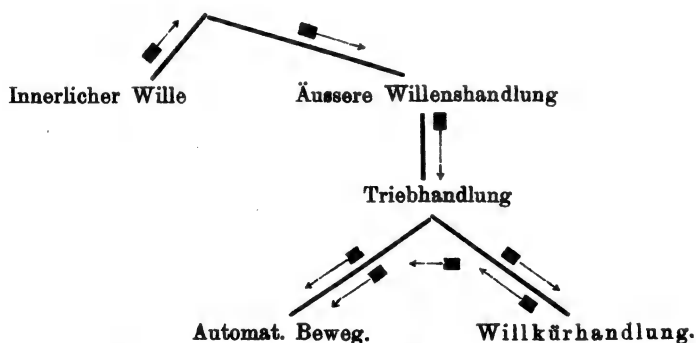 Innerlicher Wille Äussere Willenshandlung
Triebhandlung
Automat. Beweg. Willkürhandlung.